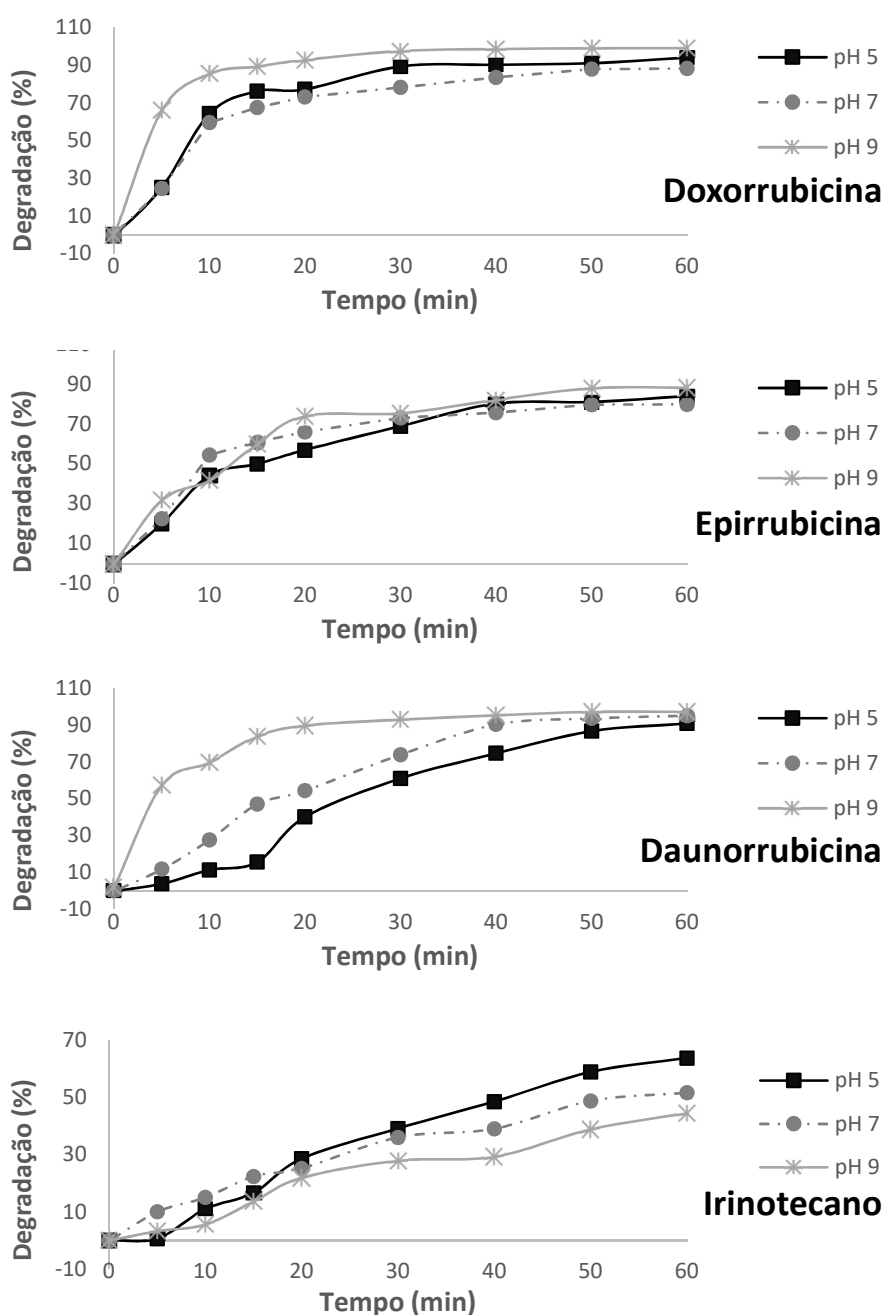 110
90
70
50
30
10
-10
Degradação (%)
0 10 20 30 40 50 60
Tempo (min)
pH 5
pH 7
pH 9
Doxorrubicina
90
70
50
30
10
-10
Degradação (%)
0 10 20 30 40 50 60
Tempo (min)
pH 5
pH 7
pH 9
Epirrubicina
110
90
70
50
30
10
-10
Degradação (%)
0 10 20 30 40 50 60
Tempo (min)
pH 5
pH 7
pH 9
Daunorrubicina
70
50
30
10
-10
Degradação (%)
0 10 20 30 40 50 60
Tempo (min)
pH 5
pH 7
pH 9
Irinotecano